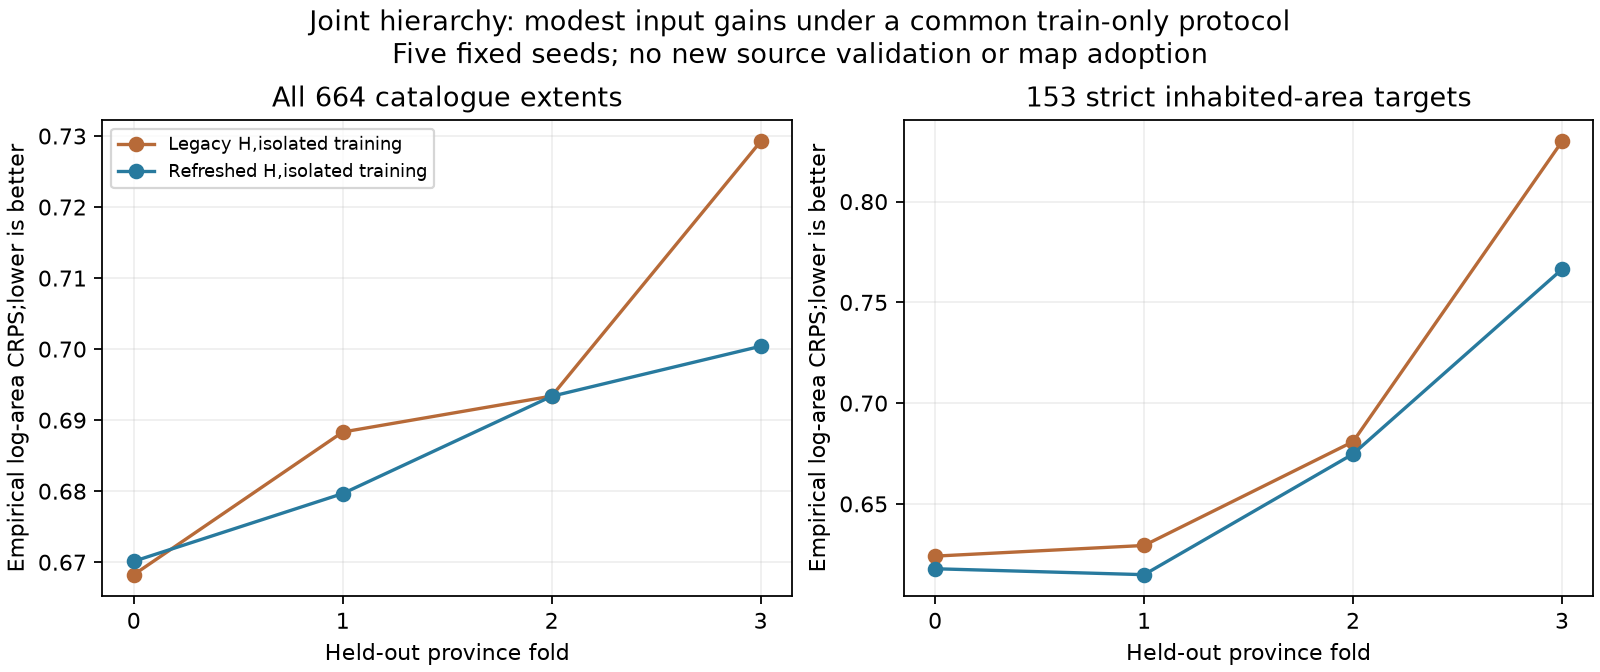 Joint hierarchy: modest input gains under a common train-only protocol
Five fixed seeds; no new source validation or map adoption
All 664 catalogue extents
Empirical log-area CRPS;lower is better
0.73
0.72
0.71
0.70
0.69
0.68
0.67
Legacy H,isolated training
Refreshed H,isolated training
0
1
2
3
Held-out province fold
153 strict inhabited-area targets
Empirical log-area CRPS;lower is better
0.80
0.75
0.70
0.65
0
1
2
3
Held-out province fold